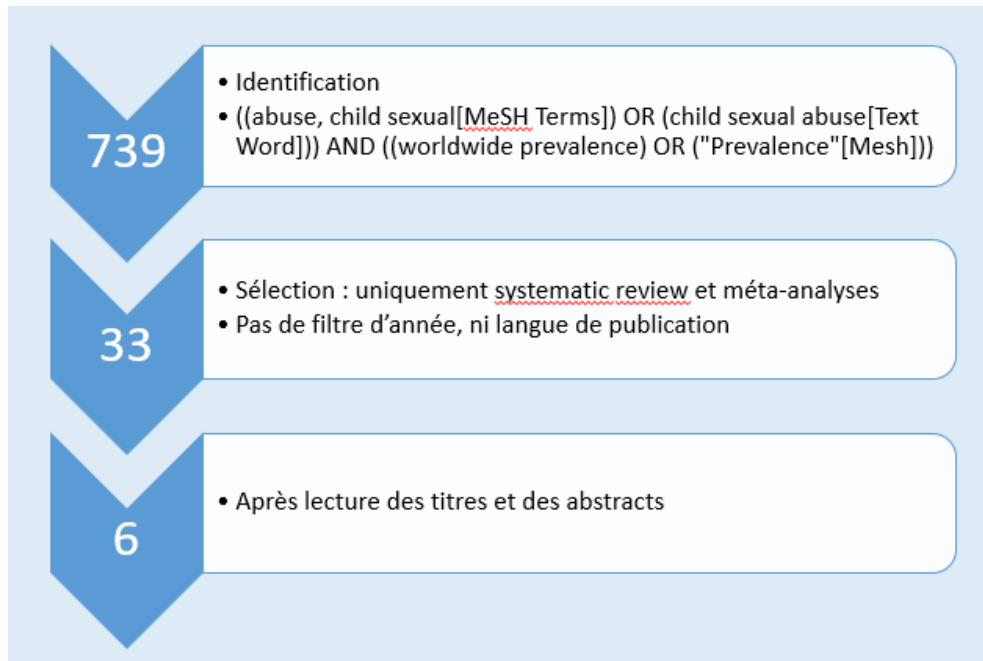 739
• Identification
• ((abuse, child sexual[MeSH Terms]) OR (child sexual abuse[Text
Word])) AND ((worldwide prevalence) OR ("Prevalence"[Mesh]))
33
• Sélection : uniquement systematic review et méta-analyses
• Pas de filtre d’année, ni langue de publication
6
• Après lecture des titres et des abstracts